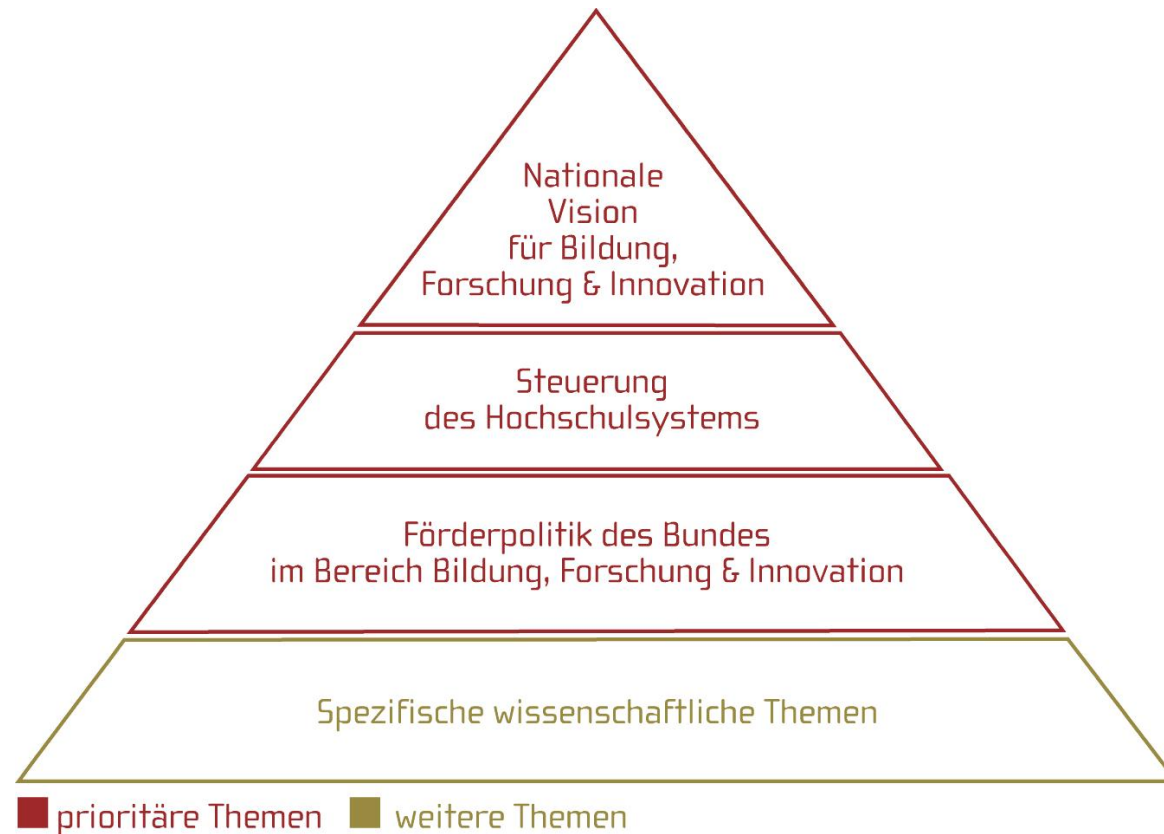 Nationale
Vision
für Bildung,
Forschung & Innovation
Steuerung
des Hochschulsystems
Förderpolitik des Bundes
im Bereich Bildung, Forschung & Innovation
Spezifische wissenschaftliche Themen
prioritäre Themen weitere Themen